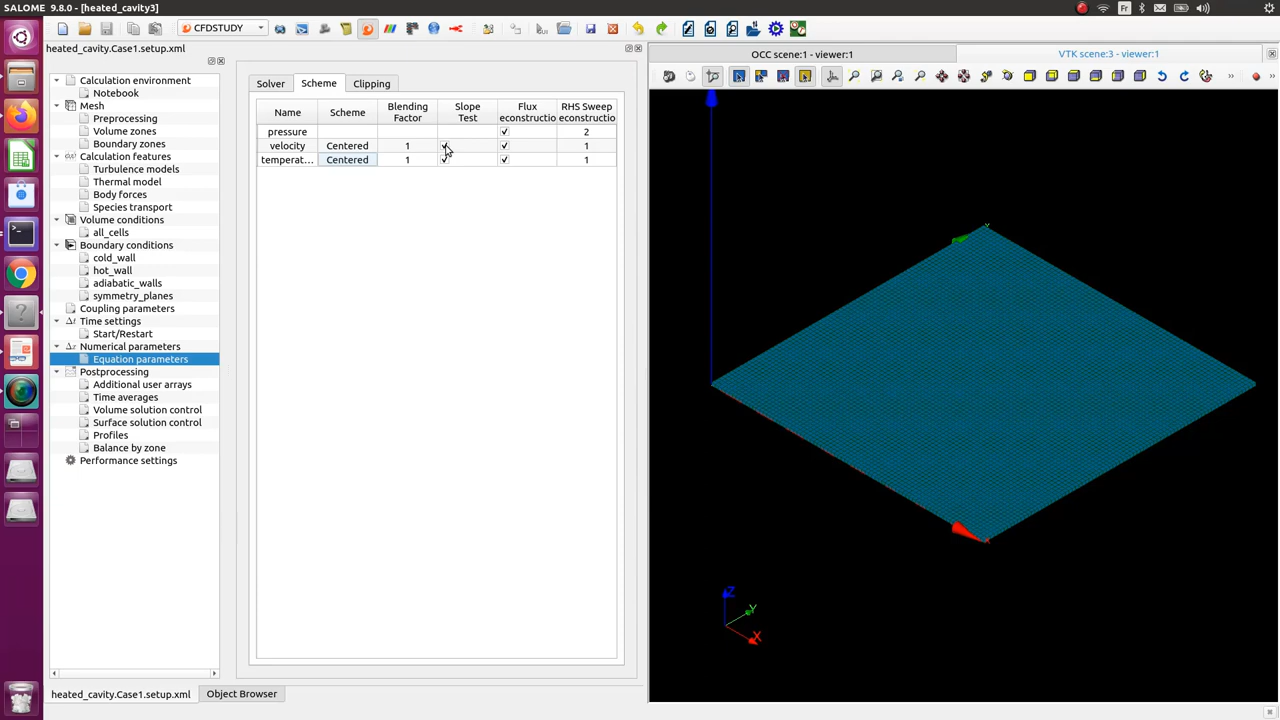 SALOME 9.8.0 - [heated_cavity3]
Fr
CFDSTUDY
heated_cavity.Case1.setup.xml
OCC scene:1 - viewer:1
VTK scene:3 - viewer:1
Calculation environment
Notebook
Mesh
Preprocessing
Volume zones
Boundary zones
Calculation features
Turbulence models
Thermal model
Body forces
Species transport
Volume conditions
all_cells
Boundary conditions
cold_wall
hot_wall
adiabatic_walls
symmetry_planes
Coupling parameters
Time settings
Start/Restart
Numerical parameters
Equation parameters
Postprocessing
Additional user arrays
Time averages
Volume solution control
Surface solution control
Profiles
Balance by zone
Performance settings
Solver Scheme Clipping
Name Scheme Blending Factor Slope Test Flux econstructio RHS Sweep econstructio
pressure 2
velocity Centered 1 1
temperat... Centered 1 1
Y
X
Z
Y
X
heated_cavity.Case1.setup.xml Object Browser